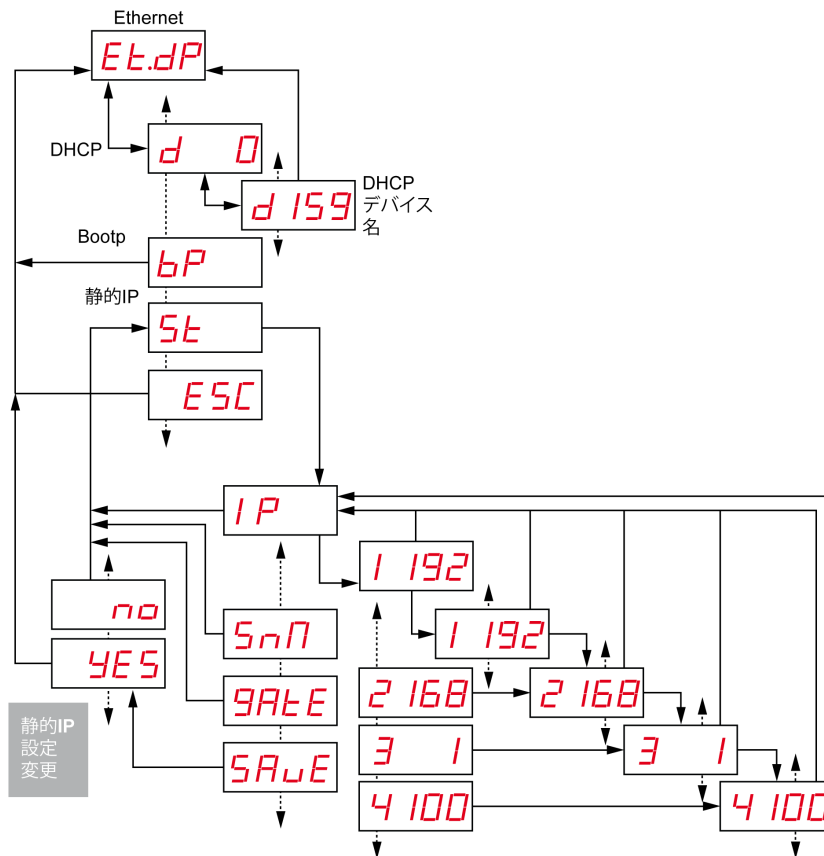 Ethernet
Et.dP
DHCP
d 0
d 159
DHCP
デバイス
名
Bootp
bP
静的IP
St
ESC
IP
1 192
no
SnM
1 192
YES
gAtE
2 168
2 168
静的IP
設定
変更
SAvE
3 1
3 1
4 100
4 100